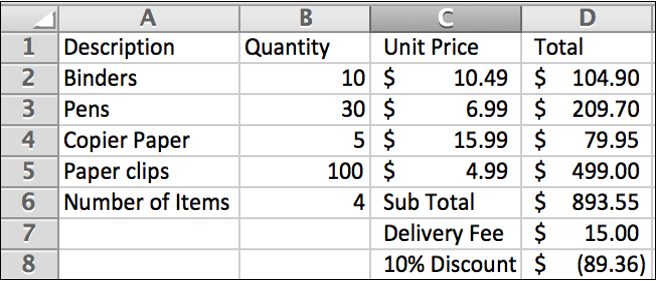 A B C D
1 Description Quantity Unit Price Total
2 Binders 10 $ 10.49 $ 104.90
3 Pens 30 $ 6.99 $ 209.70
4 Copier Paper 5 $ 15.99 $ 79.95
5 Paper clips 100 $ 4.99 $ 499.00
6 Number of Items 4 Sub Total $ 893.55
7 Delivery Fee $ 15.00
8 10% Discount $ (89.36)